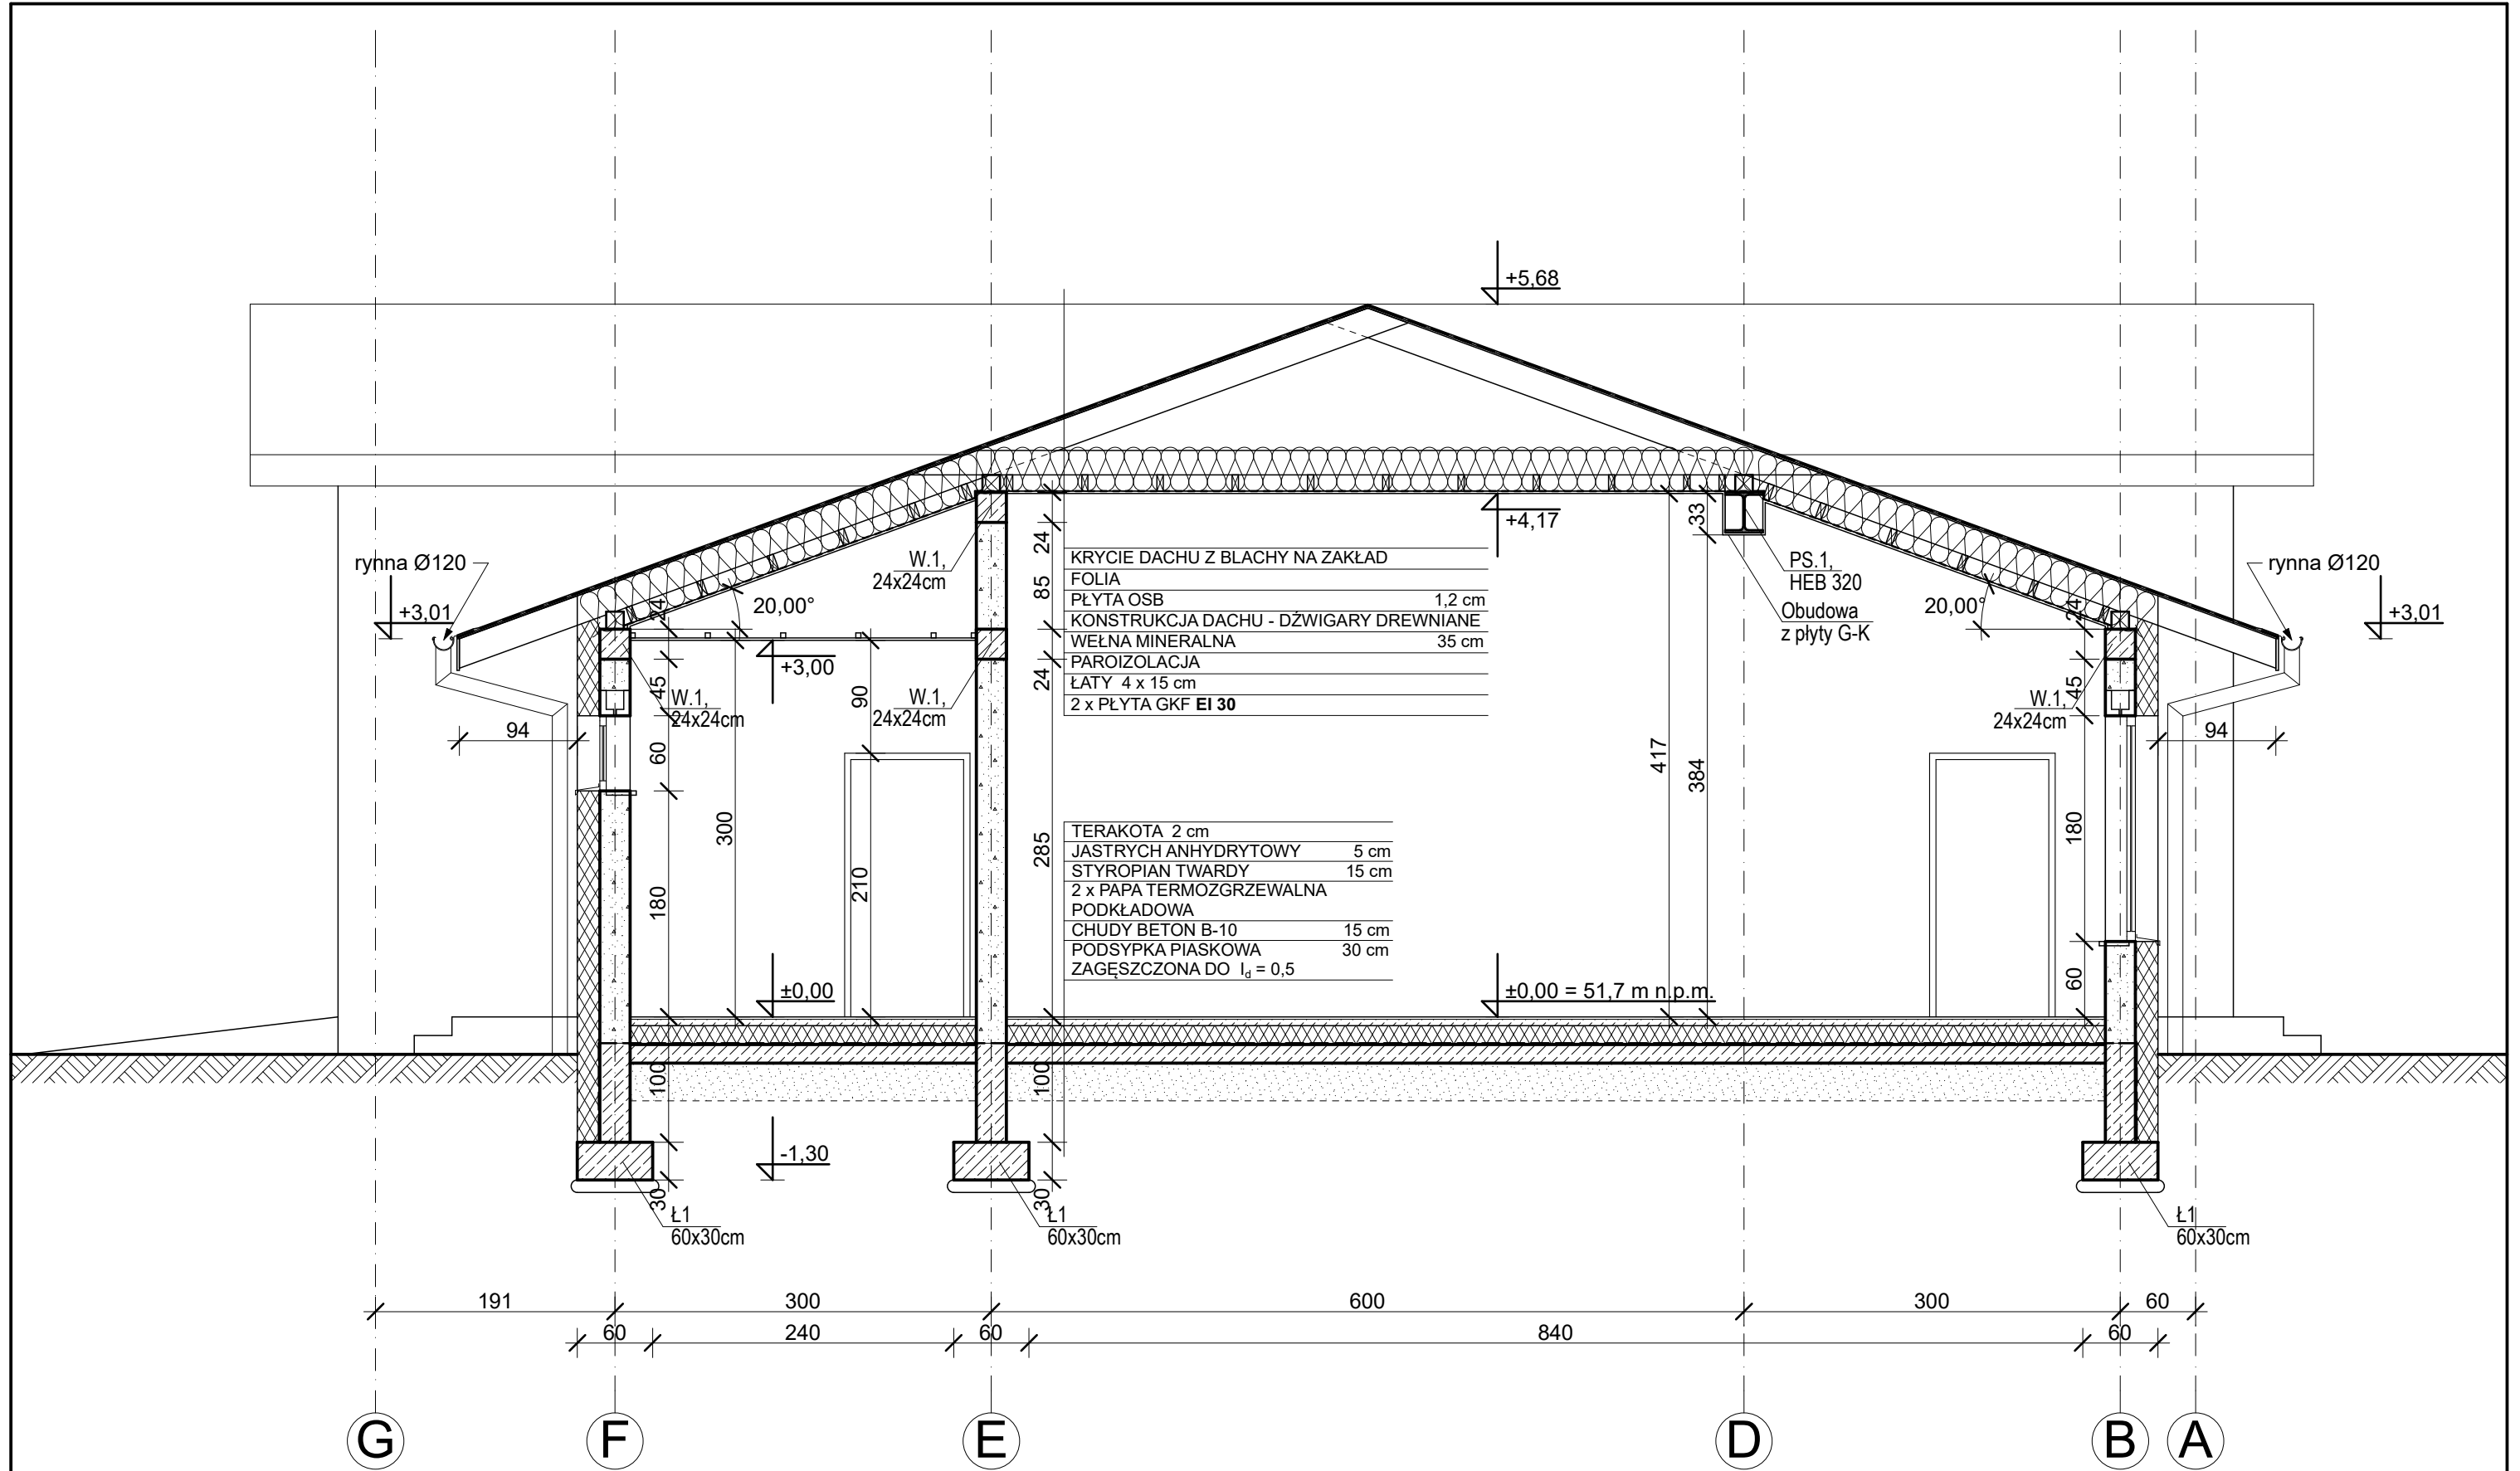 +5,68
+4,17
33
24
W.1,
24x24cm
KRYCIE DACHU Z BLACHY NA ZAKŁAD
FOLIA
PŁYTA OSB 1,2 cm
KONSTRUKCJA DACHU - DŹWIGARY DREWNIANE
WEŁNA MINERALNA 35 cm
PAROIZOLACJA
ŁATY 4 x 15 cm
2 x PŁYTA GKF EI 30
PS.1,
HEB 320
Obudowa
z płyty G-K
rynna Ø120
+3,01
rynna Ø120
+3,01
24
20,00°
85
20,00°
24
+3,00
45
W.1,
24x24cm
90
W.1,
24x24cm
24
45
W.1,
24x24cm
94
60
417
384
94
300
180
210
285
180
60
TERAKOTA 2 cm
JASTRYCH ANHYDRYTOWY 5 cm
STYROPIAN TWARDY 15 cm
2 x PAPA TERMOZGRZEWALNA
PODKŁADOWA
CHUDY BETON B-10 15 cm
PODSYPKA PIASKOWA 30 cm
ZAGĘSZCZONA DO Id = 0,5
±0,00
±0,00 = 51,7 m n.p.m.
100
100
-1,30
30
30
Ł1
60x30cm
Ł1
60x30cm
Ł1
60x30cm
191 300 600 300 60
60 240 60 840 60
G F E D B A